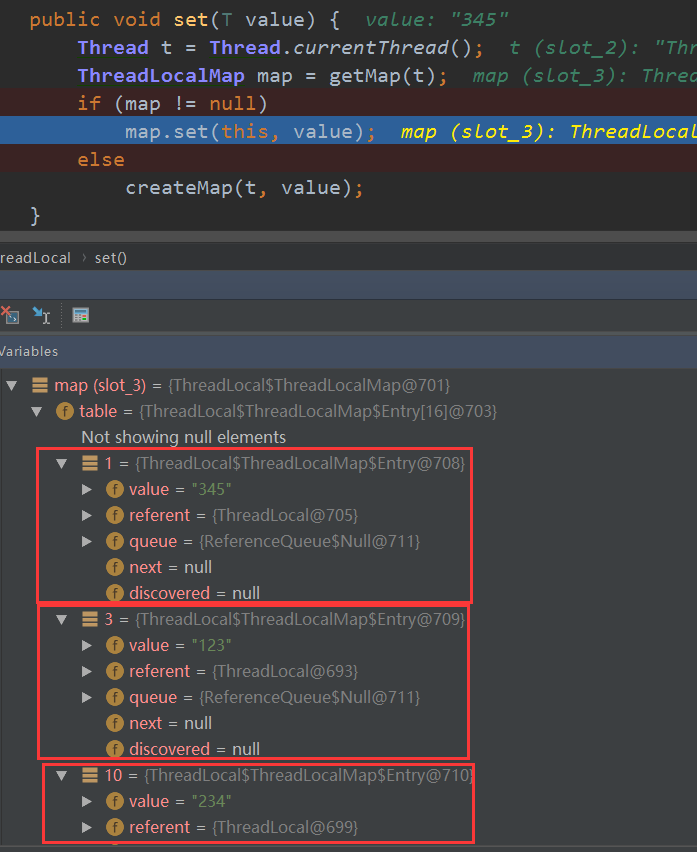 public void set(T value) {  value: "345"
Thread t = Thread.currentThread();  t (slot_2): "Thr
ThreadLocalMap map = getMap(t);  map (slot_3): Threa
if (map != null)
map.set(this, value);  map (slot_3): ThreadLocal
else
createMap(t, value);
}
readLocal › set()
Variables
map (slot_3) = {ThreadLocal$ThreadLocalMap@701}
f table = {ThreadLocal$ThreadLocalMap$Entry[16]@703}
Not showing null elements
1 = {ThreadLocal$ThreadLocalMap$Entry@708}
f value = "345"
f referent = {ThreadLocal@705}
f queue = {ReferenceQueue$Null@711}
f next = null
f discovered = null
3 = {ThreadLocal$ThreadLocalMap$Entry@709}
f value = "123"
f referent = {ThreadLocal@693}
f queue = {ReferenceQueue$Null@711}
f next = null
f discovered = null
10 = {ThreadLocal$ThreadLocalMap$Entry@710}
f value = "234"
f referent = {ThreadLocal@699}